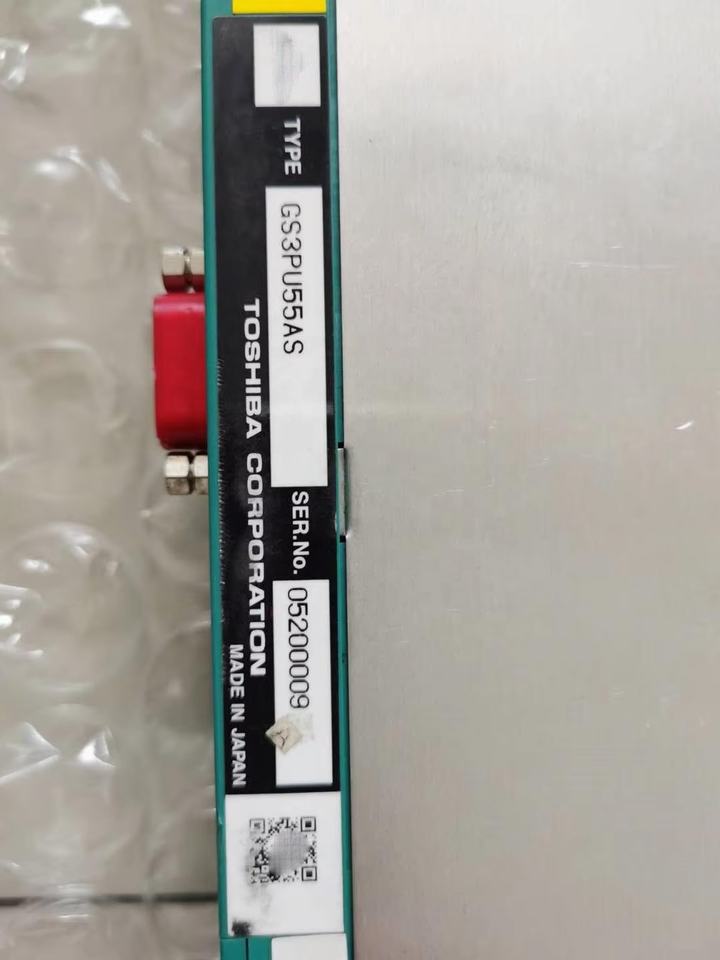 TYPE GS3PU55AS SER.No. 05200009
TOSHIBA CORPORATION
MADE IN JAPAN